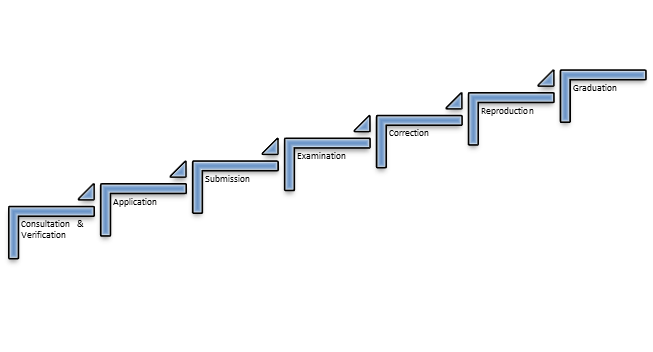 Consultation &
Verification
Application
Submission
Examination
Correction
Reproduction
Graduation